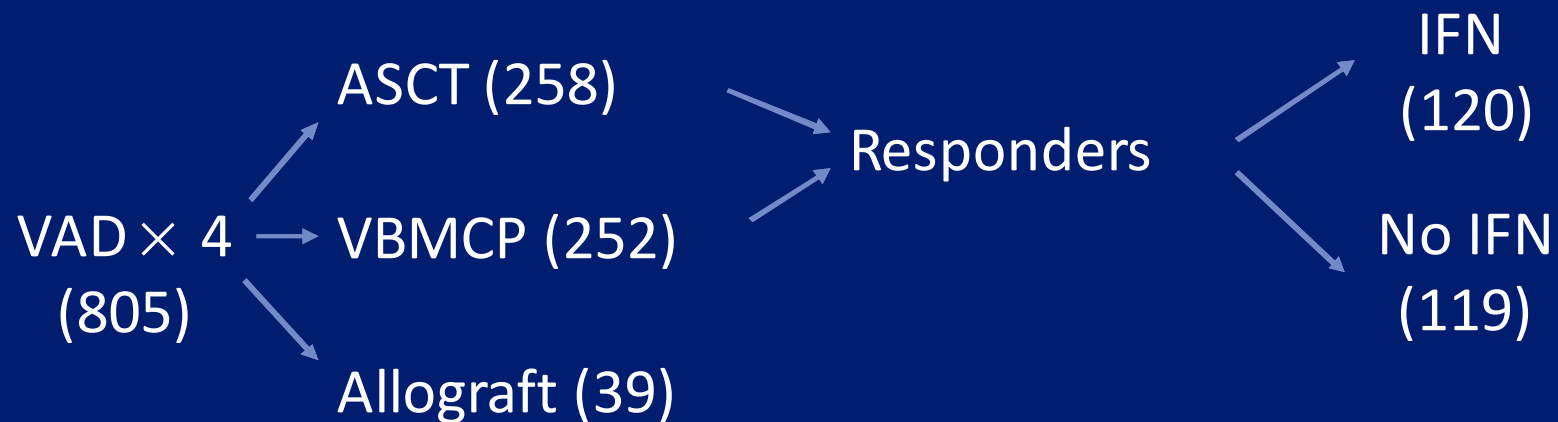 VAD × 4
(805)
ASCT (258)
VBMCP (252)
Allograft (39)
Responders
IFN
(120)
No IFN
(119)